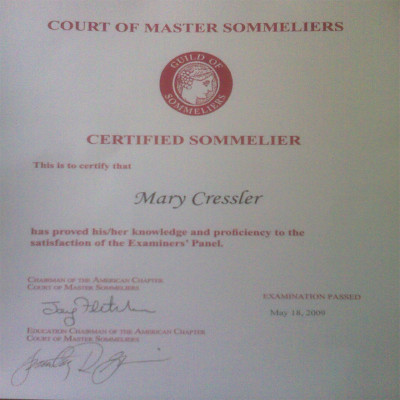 COURT OF MASTER SOMMELIERS
GUILD OF
SOMMELIERS
CERTIFIED SOMMELIER
This is to certify that
Mary Cressler
has proved his/her knowledge and proficiency to the
satisfaction of the Examiners' Panel.
CHAIRMAN OF THE AMERICAN CHAPTER
COURT OF MASTER SOMMELIERS
EXAMINATION PASSED
Jay Fletcher
May 18, 2009
EDUCATION CHAIRMAN OF THE AMERICAN CHAPTER
COURT OF MASTER SOMMELIERS